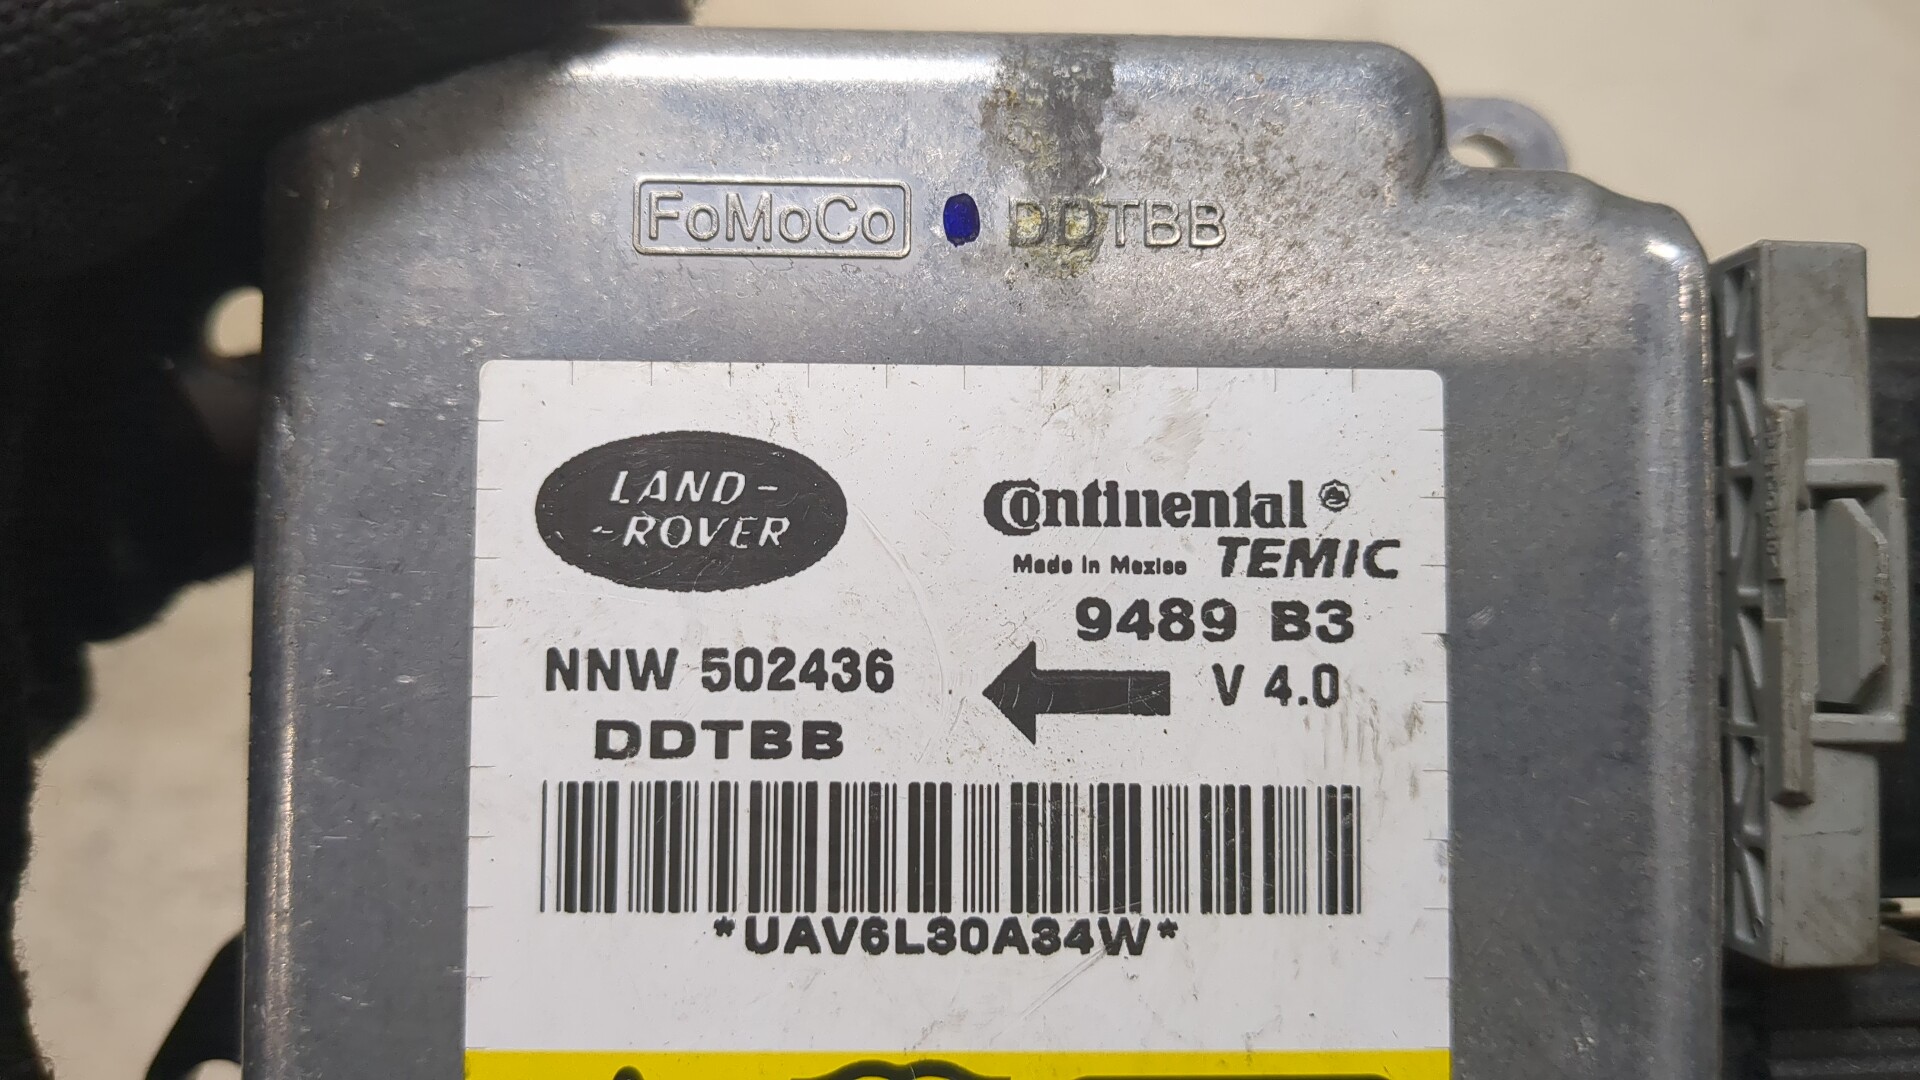 FoMoCo DDTBB
LAND-
-ROVER
Continental
Made in Mexico TEMIC
9489 B3
NNW 502436
V 4.0
DDTBB
*UAV6L30A34W*